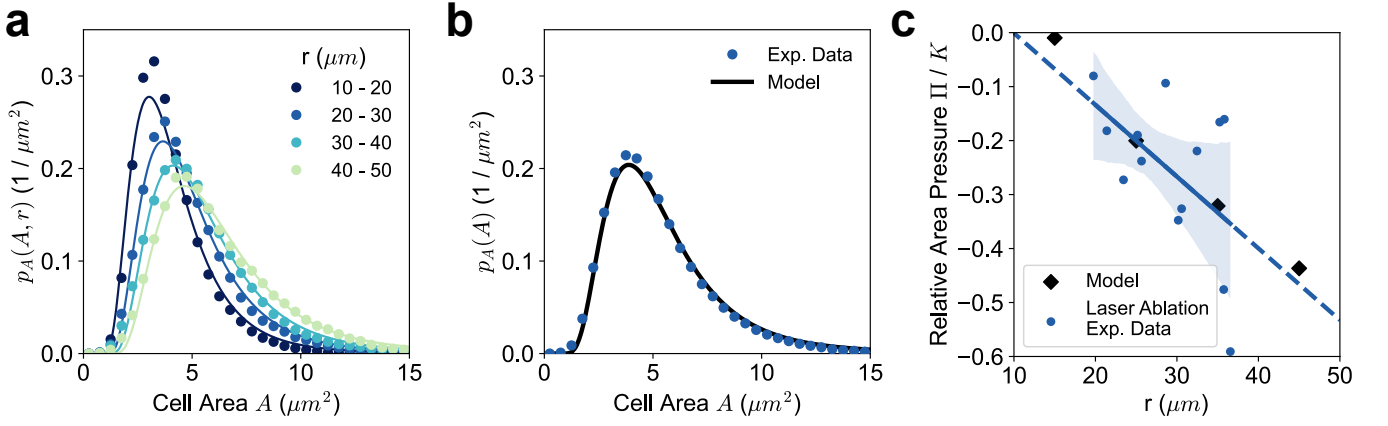 a
0.3
0.2
0.1
0.0
p_A(A, r) (1 / μm²)
r (μm)
10 - 20
20 - 30
30 - 40
40 - 50
0
5
10
15
Cell Area A (μm²)
b
0.3
0.2
0.1
0.0
p_A(A) (1 / μm²)
Exp. Data
Model
0
5
10
15
Cell Area A (μm²)
c
0.0
−0.1
−0.2
−0.3
−0.4
−0.5
−0.6
Relative Area Pressure Π / K
Model
Laser Ablation
Exp. Data
10
20
30
40
50
r (μm)